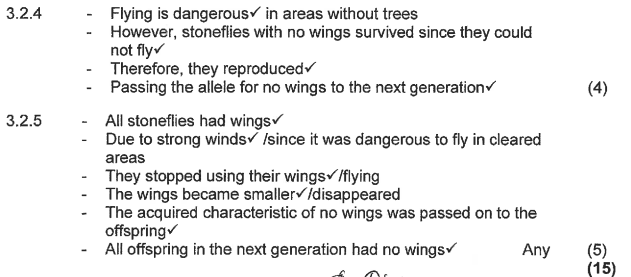 3.2.4 - Flying is dangerous✓ in areas without trees
- However, stoneflies with no wings survived since they could
not fly✓
- Therefore, they reproduced✓
- Passing the allele for no wings to the next generation✓ (4)
3.2.5 - All stoneflies had wings✓
- Due to strong winds✓ /since it was dangerous to fly in cleared
areas
- They stopped using their wings✓/flying
- The wings became smaller✓/disappeared
- The acquired characteristic of no wings was passed on to the
offspring✓
- All offspring in the next generation had no wings✓ Any (5)
(15)